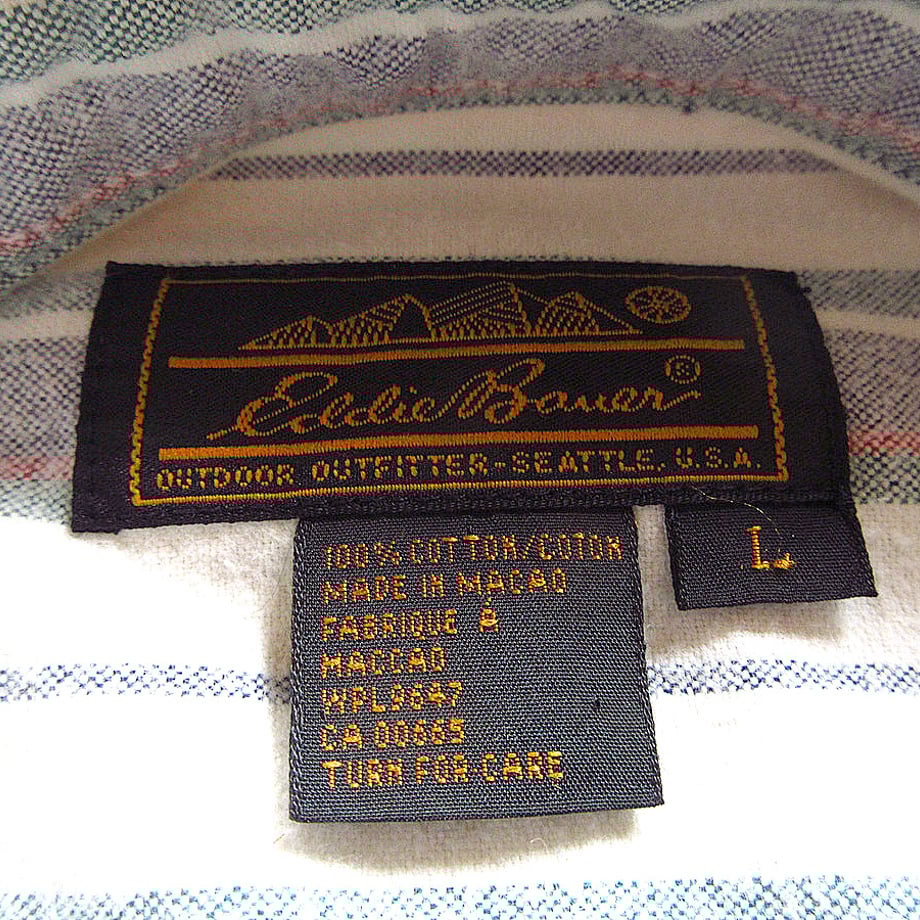 Eddie Bauer ®
OUTDOOR OUTFITTER-SEATTLE, U.S.A.
L
100% COTTON/COTON
MADE IN MACAO
FABRIQUE À
MACCAO
WPL9647
CA 00665
TURN FOR CARE